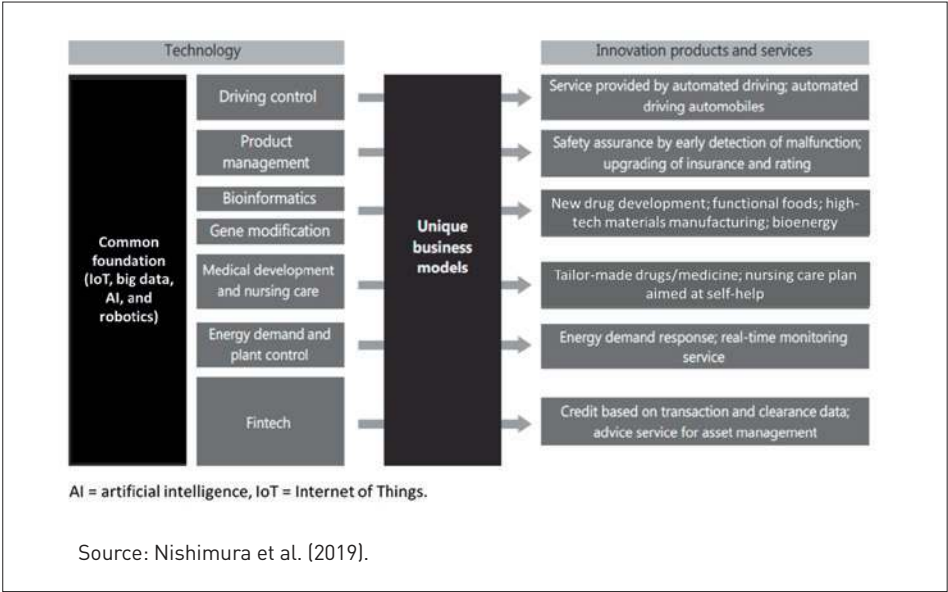 Technology
Innovation products and services
Common
foundation
(IoT, big data,
AI, and
robotics)
Driving control
Product
management
Bioinformatics
Gene modification
Medical development
and nursing care
Energy demand and
plant control
Fintech
Unique
business
models
Service provided by automated driving; automated
driving automobiles
Safety assurance by early detection of malfunction;
upgrading of insurance and rating
New drug development; functional foods; high-
tech materials manufacturing; bioenergy
Tailor-made drugs/medicine; nursing care plan
aimed at self-help
Energy demand response; real-time monitoring
service
Credit based on transaction and clearance data;
advice service for asset management
AI = artificial intelligence, IoT = Internet of Things.
Source: Nishimura et al. (2019).